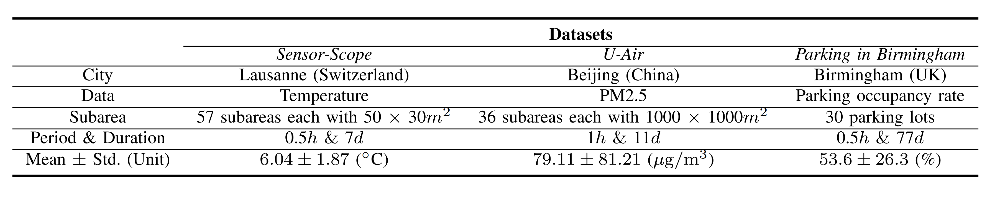 Datasets
Sensor-Scope U-Air Parking in Birmingham
City Lausanne (Switzerland) Beijing (China) Birmingham (UK)
Data Temperature PM2.5 Parking occupancy rate
Subarea 57 subareas each with 50 × 30m² 36 subareas each with 1000 × 1000m² 30 parking lots
Period & Duration 0.5h & 7d 1h & 11d 0.5h & 77d
Mean ± Std. (Unit) 6.04 ± 1.87 (°C) 79.11 ± 81.21 (μg/m³) 53.6 ± 26.3 (%)